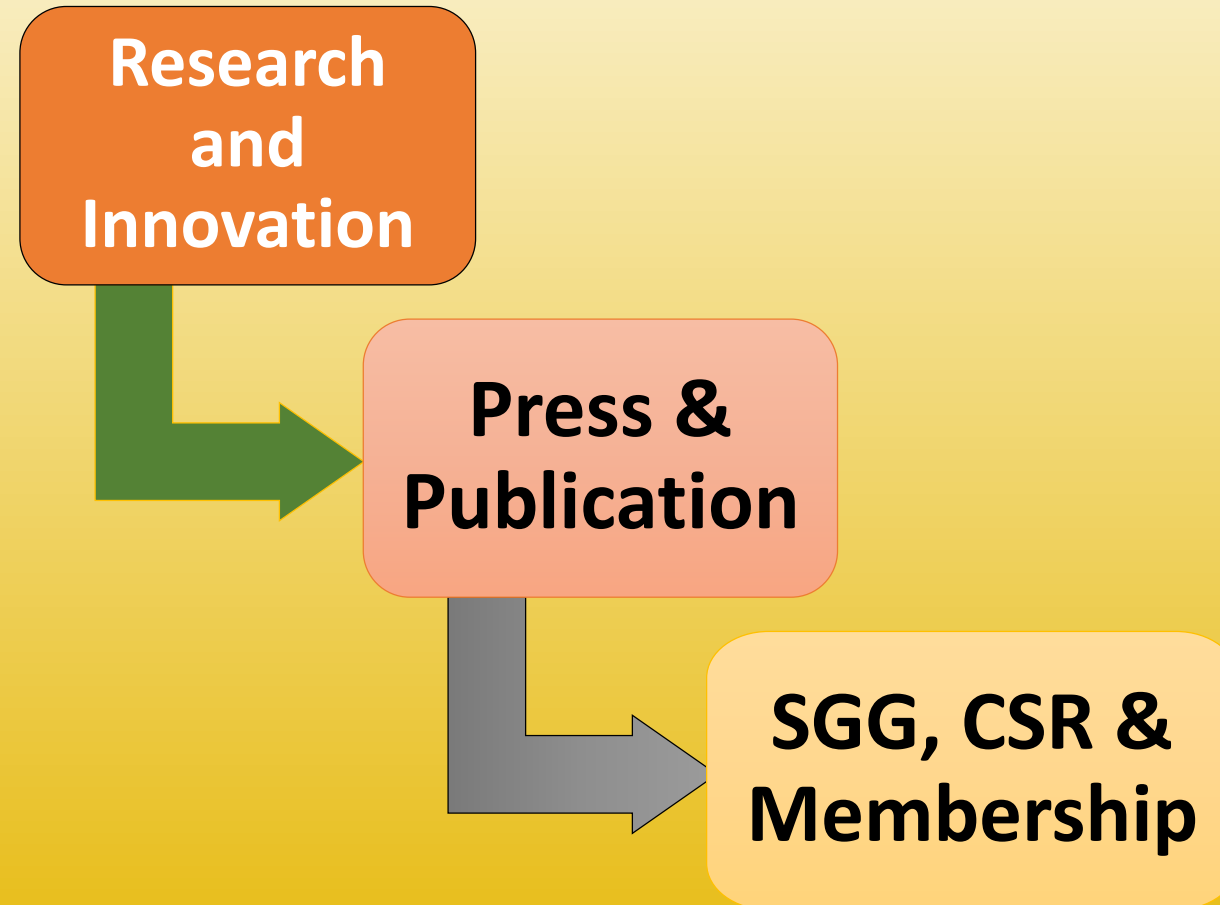 Research
and
Innovation
Press &
Publication
SGG, CSR &
Membership